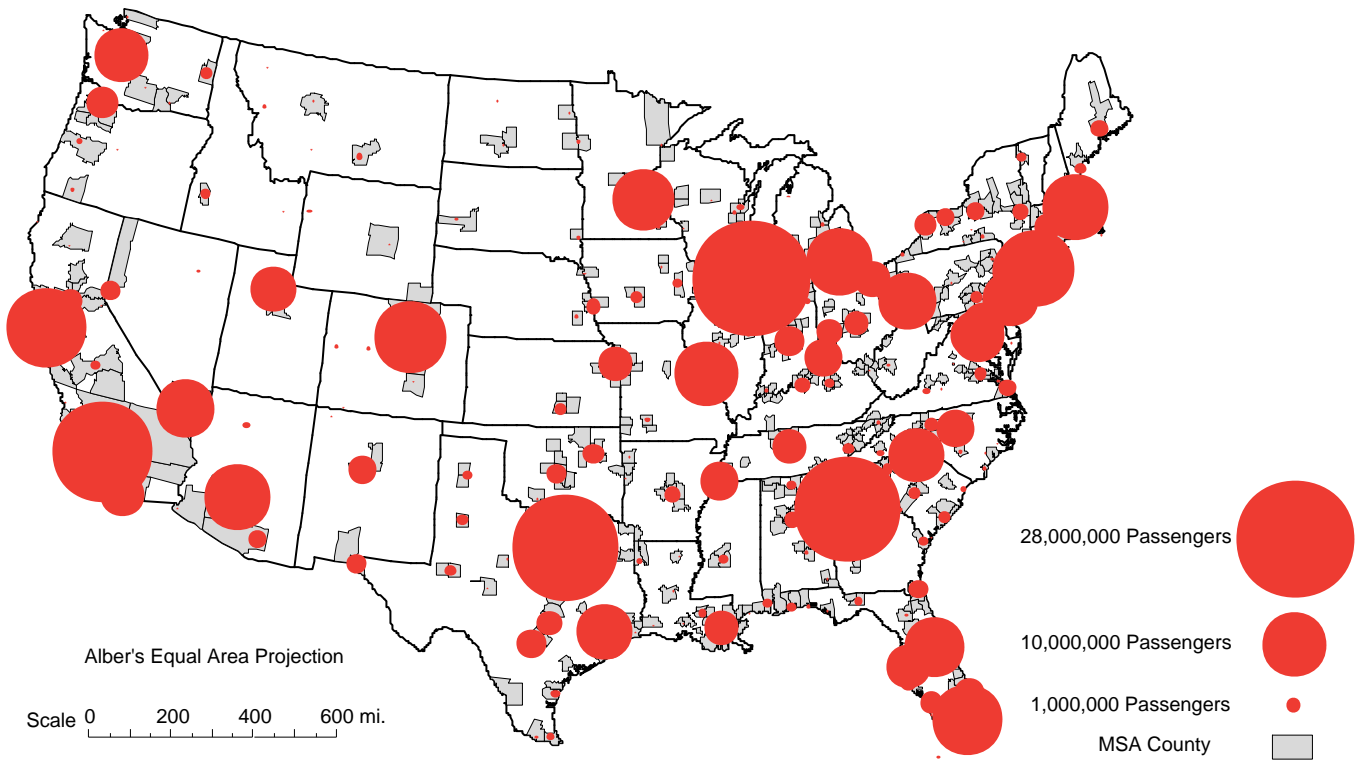 28,000,000 Passengers
10,000,000 Passengers
Alber's Equal Area Projection
1,000,000 Passengers
Scale 0 200 400 600 mi.
MSA County